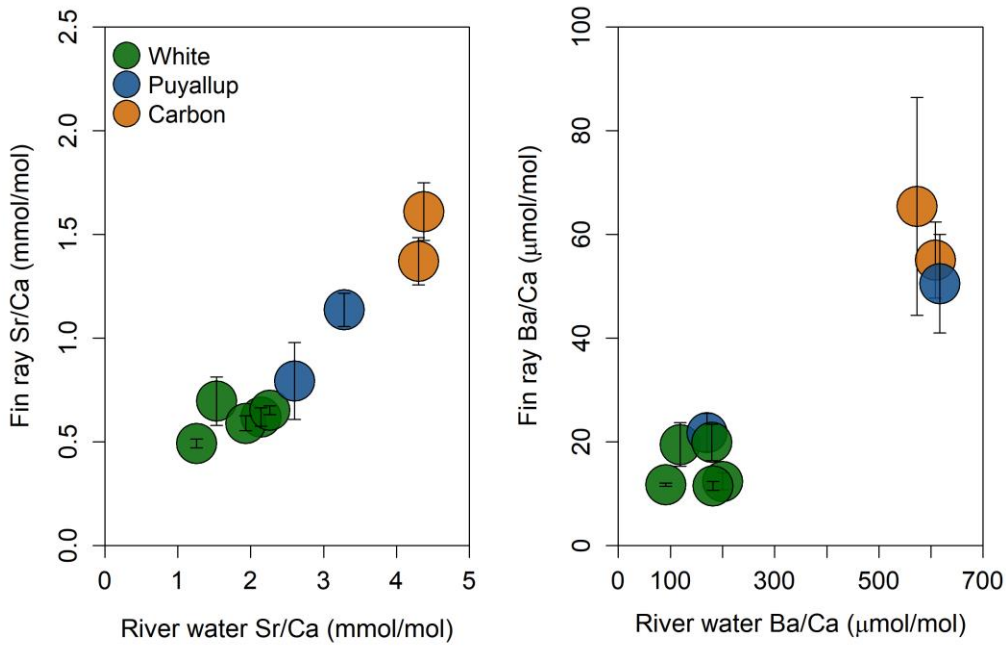 White
Puyallup
Carbon
Fin ray Sr/Ca (mmol/mol)
2.5
2.0
1.5
1.0
0.5
0.0
0 1 2 3 4 5
River water Sr/Ca (mmol/mol)
Fin ray Ba/Ca (μmol/mol)
100
80
60
40
20
0
0 100 300 500 700
River water Ba/Ca (μmol/mol)